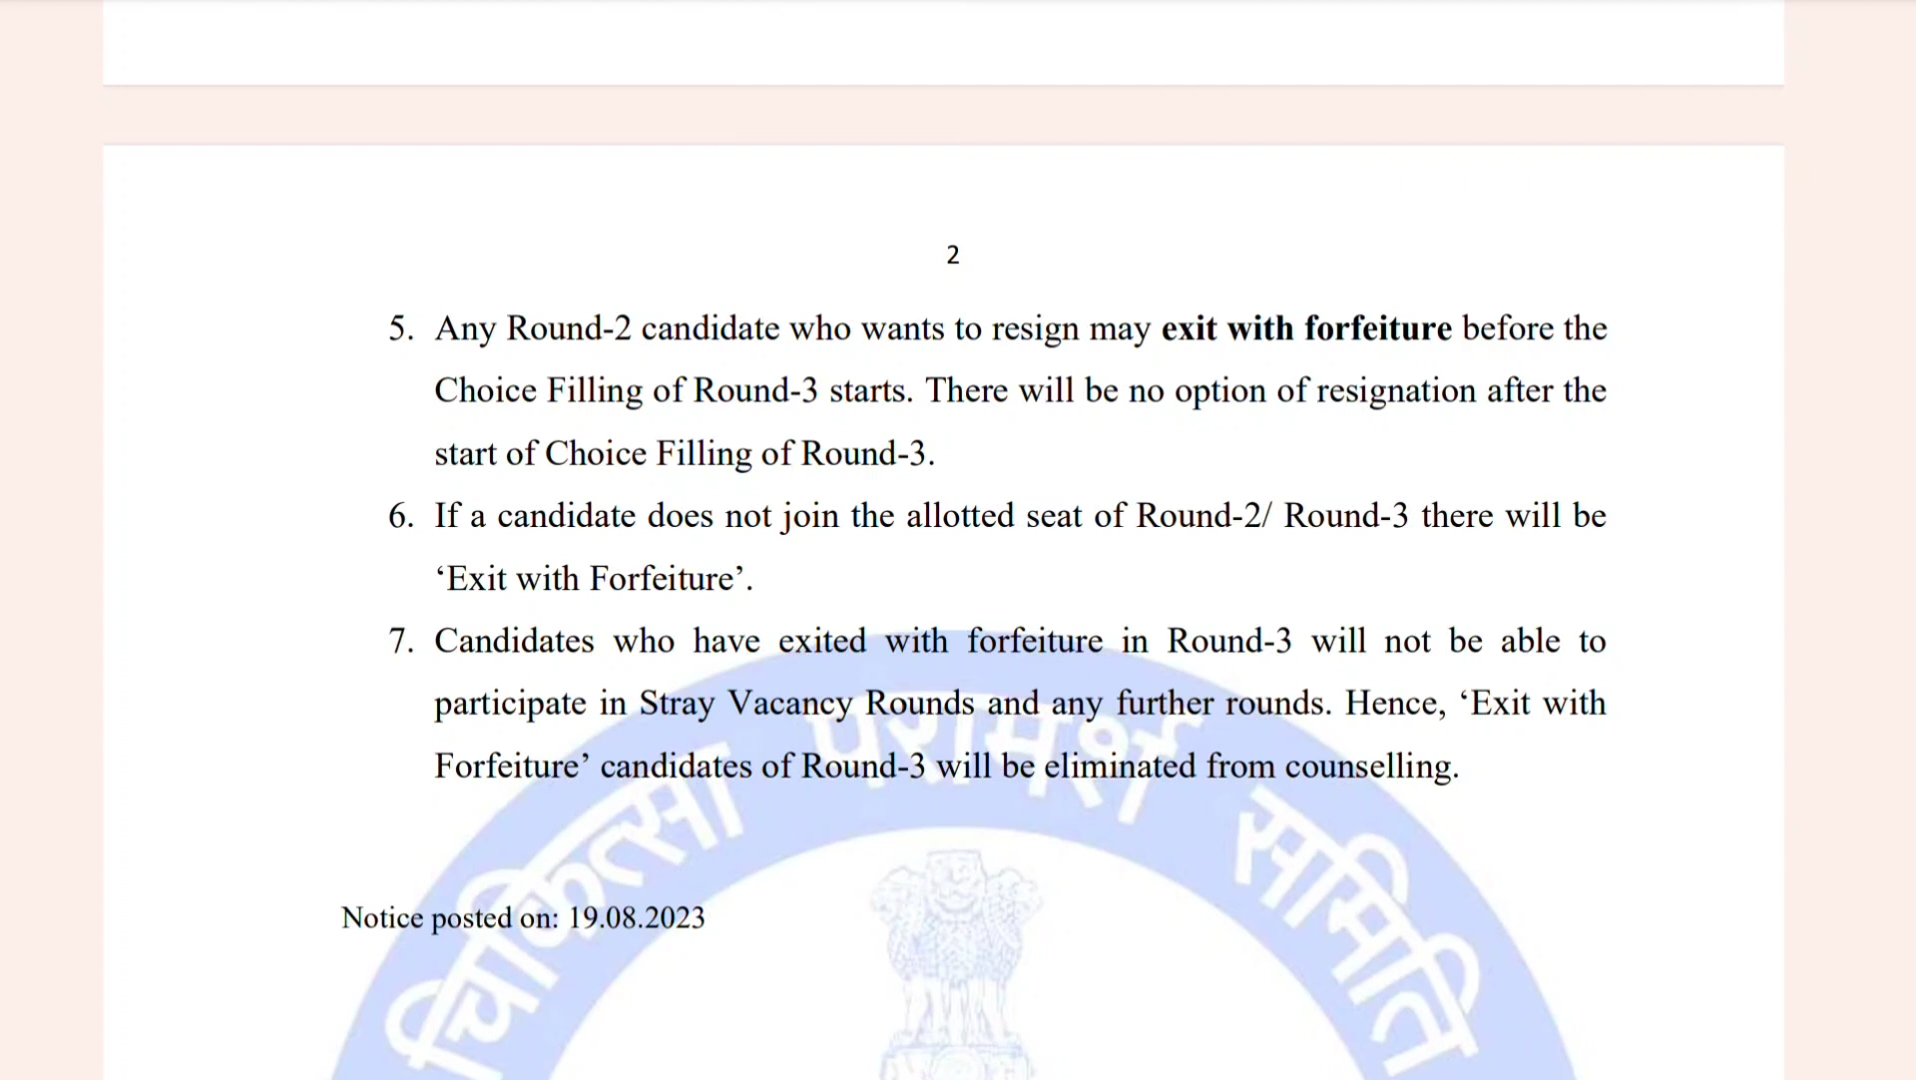 2
5. Any Round-2 candidate who wants to resign may exit with forfeiture before the
Choice Filling of Round-3 starts. There will be no option of resignation after the
start of Choice Filling of Round-3.
6. If a candidate does not join the allotted seat of Round-2/ Round-3 there will be
‘Exit with Forfeiture’.
7. Candidates who have exited with forfeiture in Round-3 will not be able to
participate in Stray Vacancy Rounds and any further rounds. Hence, ‘Exit with
Forfeiture’ candidates of Round-3 will be eliminated from counselling.
चिकित्सा परामर्श समिति
Notice posted on: 19.08.2023